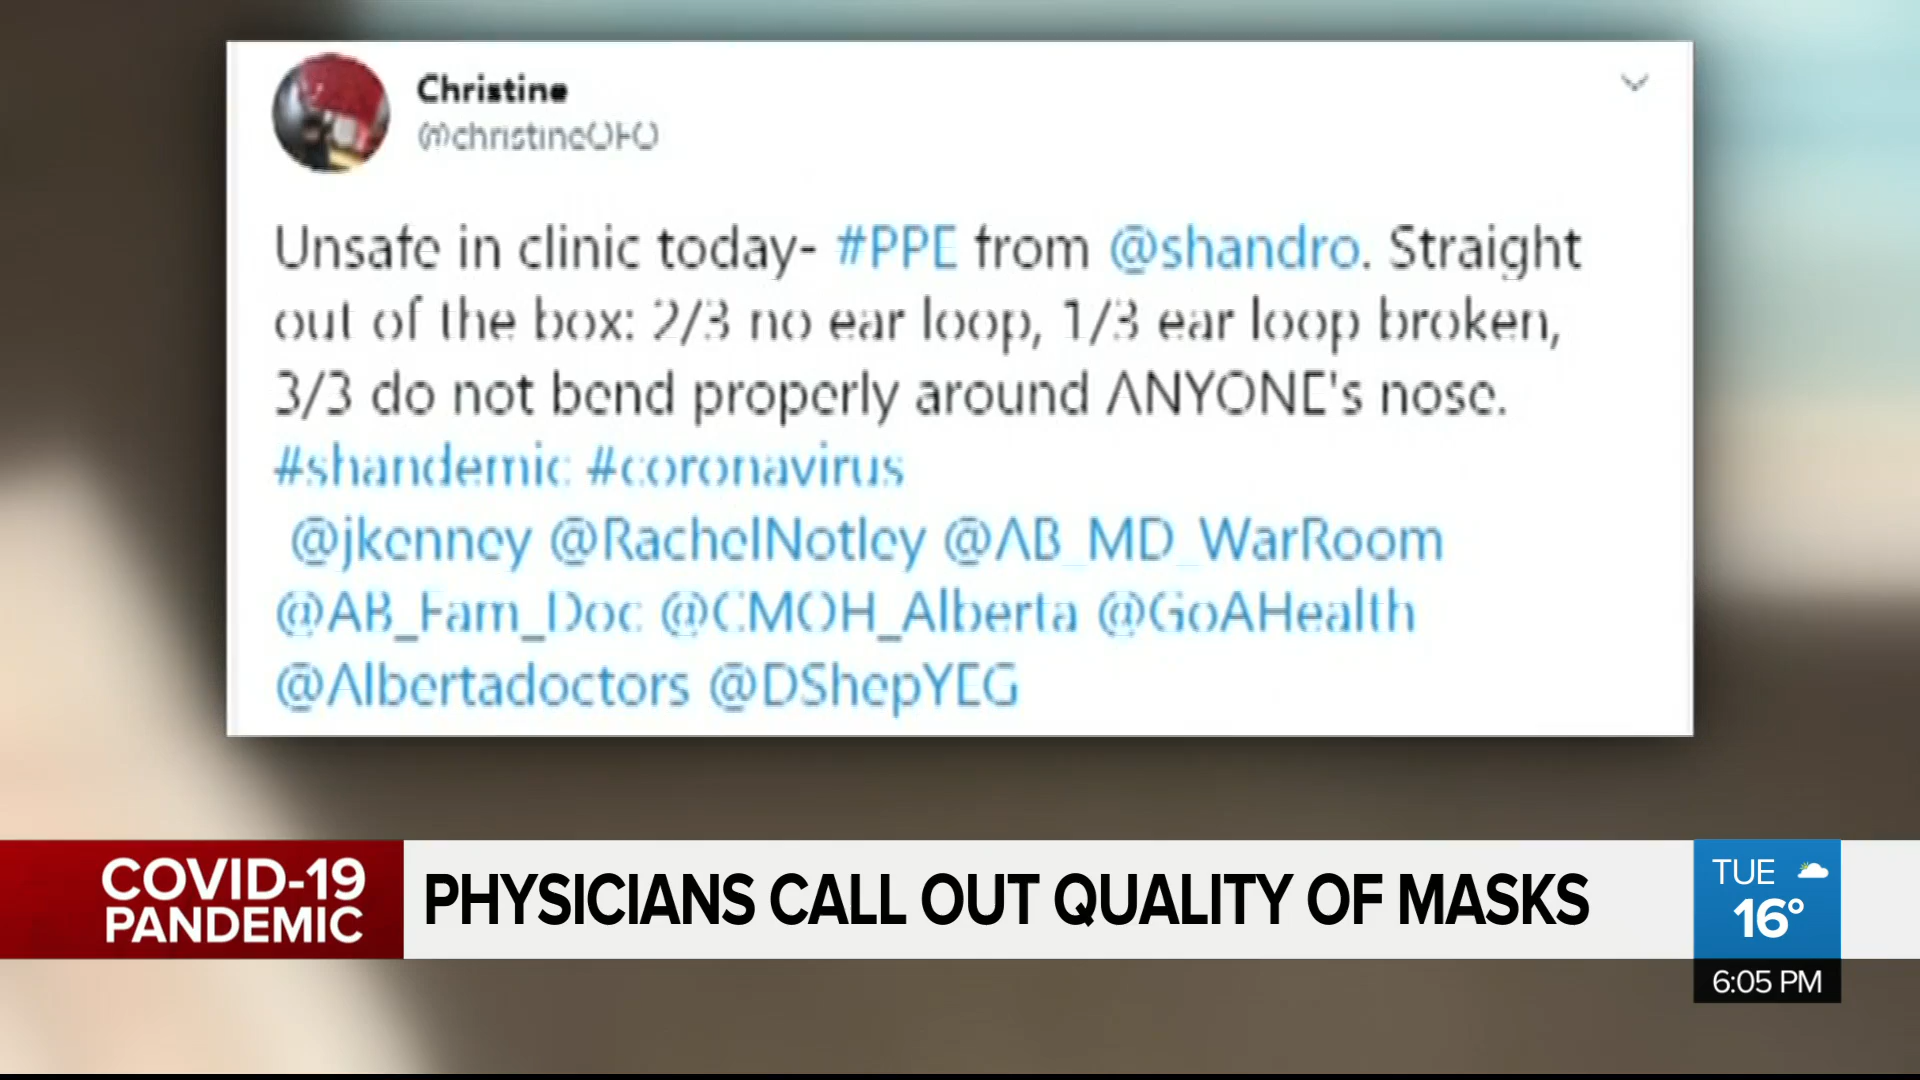 Christine
@christineOFO
Unsafe in clinic today- #PPE from @shandro. Straight
out of the box: 2/3 no ear loop, 1/3 ear loop broken,
3/3 do not bend properly around ANYONE's nose.
#shandemic #coronavirus
@jkenney @RachelNotley @AB_MD_WarRoom
@AB_Fam_Doc @CMOH_Alberta @GoAHealth
@Albertadoctors @DShepYEG
COVID-19
PANDEMIC
PHYSICIANS CALL OUT QUALITY OF MASKS
TUE
16°
6:05 PM